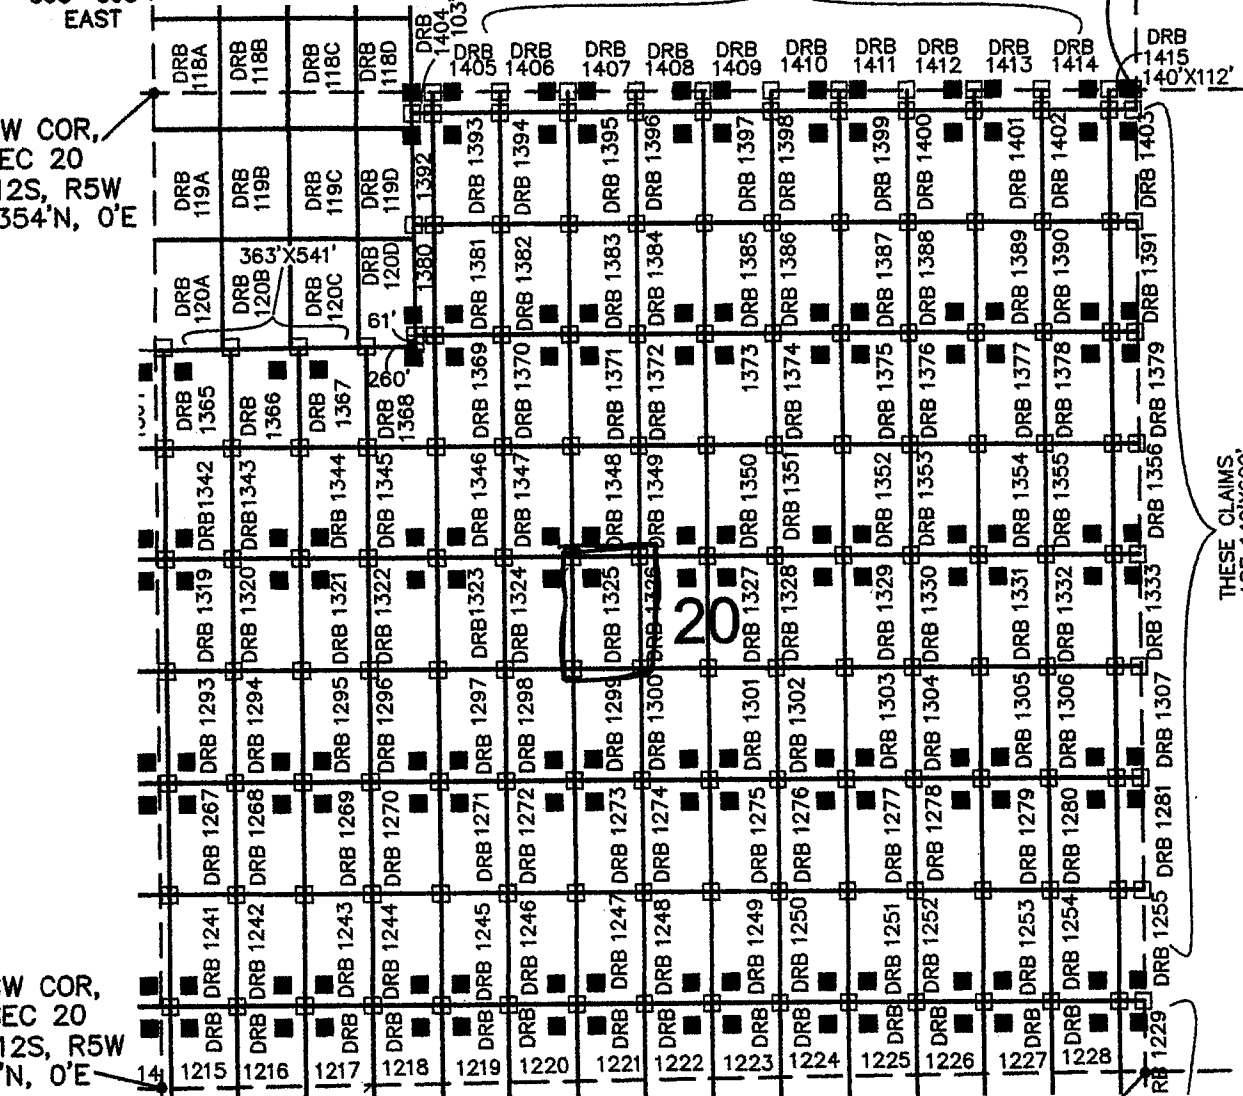 EAST
DRB 118A
DRB 118B
DRB 118C
DRB 118D
DRB 1404
103'
DRB 1405
DRB 1406
DRB 1407
DRB 1408
DRB 1409
DRB 1410
DRB 1411
DRB 1412
DRB 1413
DRB 1414
DRB 1415
140'X112'
W COR,
EC 20
12S, R5W
354'N, 0'E
DRB 119A
DRB 119B
DRB 119C
DRB 119D
1392
DRB 1393
DRB 1394
DRB 1395
DRB 1396
DRB 1397
DRB 1398
DRB 1399
DRB 1400
DRB 1401
DRB 1402
DRB 1403
363'X541'
DRB 120A
DRB 120B
DRB 120C
DRB 120D
1380
DRB 1381
DRB 1382
DRB 1383
DRB 1384
DRB 1385
DRB 1386
DRB 1387
DRB 1388
DRB 1389
DRB 1390
DRB 1391
61'
260'
DRB 1365
DRB 1366
DRB 1367
DRB 1368
DRB 1369
DRB 1370
DRB 1371
DRB 1372
1373
DRB 1374
DRB 1375
DRB 1376
DRB 1377
DRB 1378
DRB 1379
DRB 1342
DRB 1343
DRB 1344
DRB 1345
DRB 1346
DRB 1347
DRB 1348
DRB 1349
DRB 1350
DRB 1351
DRB 1352
DRB 1353
DRB 1354
DRB 1355
DRB 1356
THESE CLAIMS
DRB 1319
DRB 1320
DRB 1321
DRB 1322
DRB 1323
DRB 1324
DRB 1325
DRB 1326
20
DRB 1327
DRB 1328
DRB 1329
DRB 1330
DRB 1331
DRB 1332
DRB 1333
DRB 1293
DRB 1294
DRB 1295
DRB 1296
DRB 1297
DRB 1298
DRB 1299
DRB 1300
DRB 1301
DRB 1302
DRB 1303
DRB 1304
DRB 1305
DRB 1306
DRB 1307
DRB 1267
DRB 1268
DRB 1269
DRB 1270
DRB 1271
DRB 1272
DRB 1273
DRB 1274
DRB 1275
DRB 1276
DRB 1277
DRB 1278
DRB 1279
DRB 1280
DRB 1281
DRB 1241
DRB 1242
DRB 1243
DRB 1244
DRB 1245
DRB 1246
DRB 1247
DRB 1248
DRB 1249
DRB 1250
DRB 1251
DRB 1252
DRB 1253
DRB 1254
DRB 1255
W COR,
EC 20
12S, R5W
'N, 0'E
14
DRB 1215
DRB 1216
DRB 1217
DRB 1218
DRB 1219
DRB 1220
DRB 1221
DRB 1222
DRB 1223
DRB 1224
DRB 1225
DRB 1226
DRB 1227
DRB 1228
RB 1229